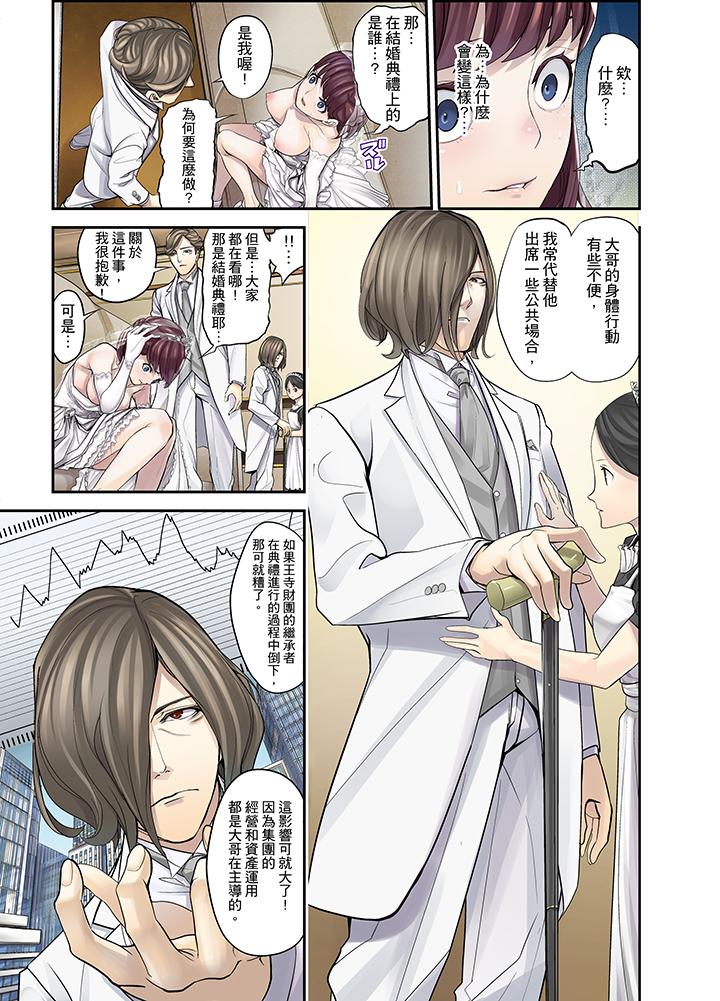 欸…
什麼？…
為…為什麼
會變這樣？…
那…
在結婚典禮上的
是誰…？
ズル
是我喔！
為何要這麼做？
大哥的身體行動
有些不便，
我常代替他
出席一些公共場合，
！！…
但是…大家
都在看哪！
那是結婚典禮耶…
關於
這件事，
我很抱歉！
可是…
如果王寺財團的繼承者
在典禮進行的過程中倒下，
那可就糟了。
這影響可就大了！
因為集團的
經營和資產運用
都是大哥在主導的。